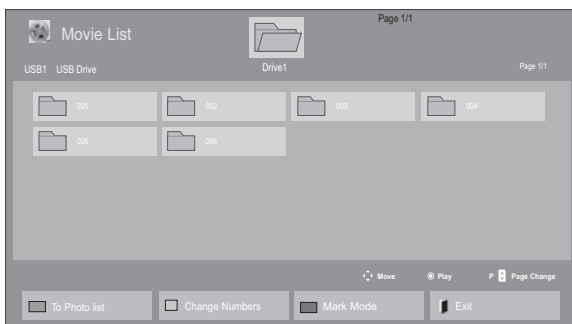 Page 1/1
Movie List
USB1 USB Drive
Drive1
Page 1/1
001 002 003 004
005 006
Move Play P Page Change
To Photo list Change Numbers Mark Mode Exit